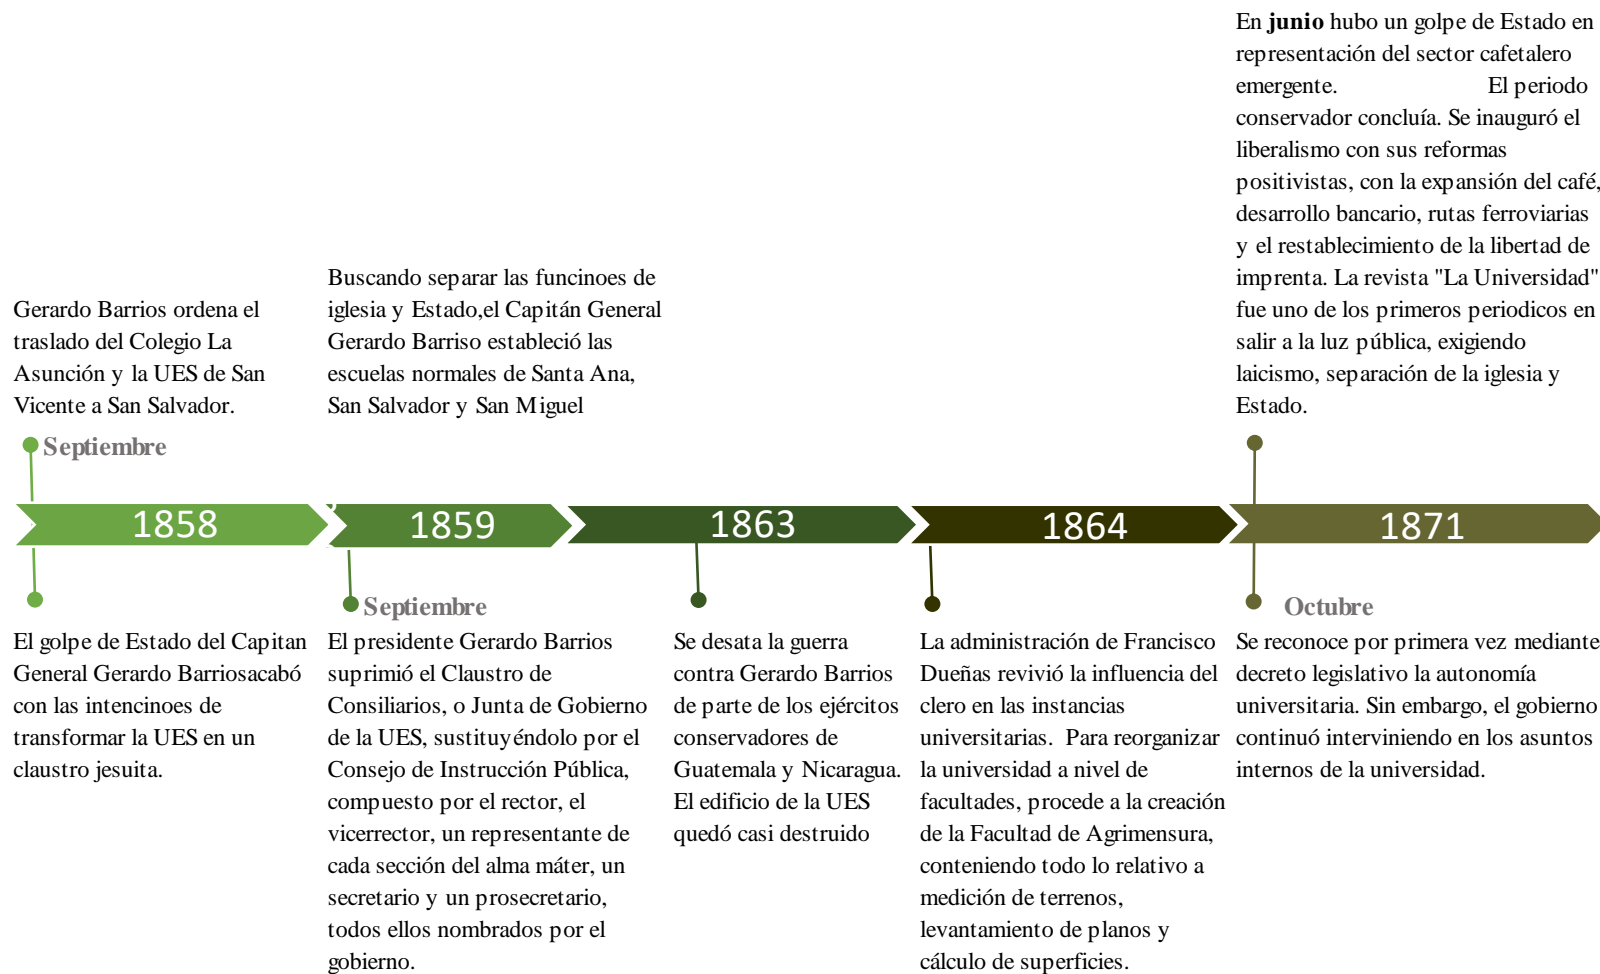 Gerardo Barrios ordena el
traslado del Colegio La
Asunción y la UES de San
Vicente a San Salvador.
Septiembre
Buscando separar las funcinoes de
iglesia y Estado,el Capitán General
Gerardo Barriso estableció las
escuelas normales de Santa Ana,
San Salvador y San Miguel
En junio hubo un golpe de Estado en
representación del sector cafetalero
emergente. El periodo
conservador concluía. Se inauguró el
liberalismo con sus reformas
positivistas, con la expansión del café,
desarrollo bancario, rutas ferroviarias
y el restablecimiento de la libertad de
imprenta. La revista "La Universidad"
fue uno de los primeros periodicos en
salir a la luz pública, exigiendo
laicismo, separación de la iglesia y
Estado.
1858
1859
1863
1864
1871
El golpe de Estado del Capitan
General Gerardo Barriosacabó
con las intencinoes de
transformar la UES en un
claustro jesuita.
Septiembre
El presidente Gerardo Barrios
suprimió el Claustro de
Consiliarios, o Junta de Gobierno
de la UES, sustituyéndolo por el
Consejo de Instrucción Pública,
compuesto por el rector, el
vicerrector, un representante de
cada sección del alma máter, un
secretario y un prosecretario,
todos ellos nombrados por el
gobierno.
Se desata la guerra
contra Gerardo Barrios
de parte de los ejércitos
conservadores de
Guatemala y Nicaragua.
El edificio de la UES
quedó casi destruido
La administración de Francisco
Dueñas revivió la influencia del
clero en las instancias
universitarias. Para reorganizar
la universidad a nivel de
facultades, procede a la creación
de la Facultad de Agrimensura,
conteniendo todo lo relativo a
medición de terrenos,
levantamiento de planos y
cálculo de superficies.
Octubre
Se reconoce por primera vez mediante
decreto legislativo la autonomía
universitaria. Sin embargo, el gobierno
continuó interviniendo en los asuntos
internos de la universidad.